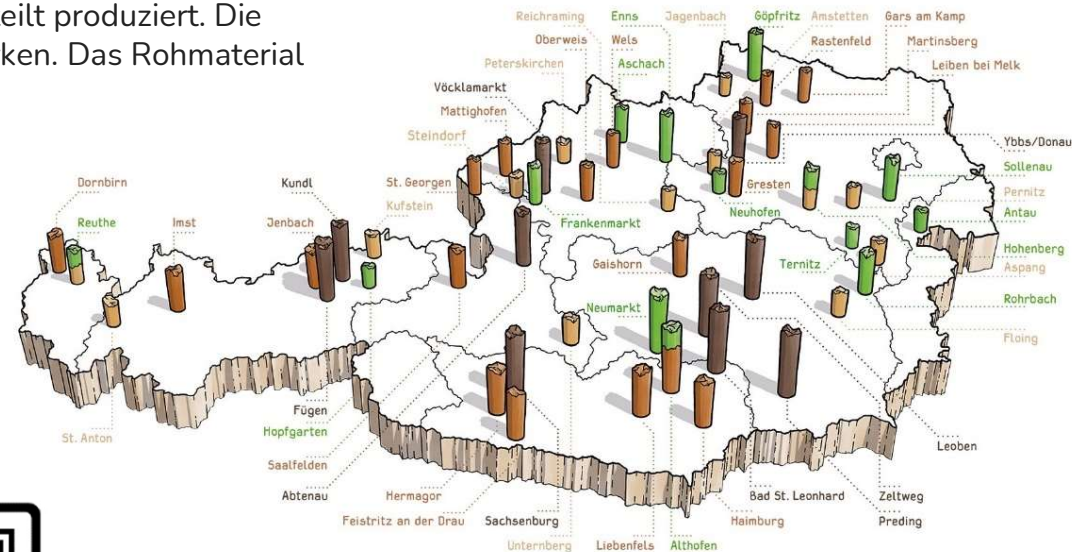 eilt produziert. Die
rken. Das Rohmaterial
Reichraming Enns Jagenbach Göpfritz Amstetten Gars am Kamp
Oberweis Wels Rastenfeld Martinsberg
Peterskirchen Aschach Leiben bei Melk
Vöcklamarkt
Mattighofen
Steindorf Ybbs/Donau
Sollenau
Dornbirn Kundl St. Georgen Gresten Pernitz
Kufstein
Reuthe Imst Jenbach Frankenmarkt Neuhofen Antau
Hohenberg
Gaishorn Ternitz Aspang
Rohrbach
Neumarkt
Floing
Fügen
St. Anton Hopfgarten
Leoben
Saalfelden
Abtenau Hermagor Bad St. Leonhard Zeltweg
Feistritz an der Drau Sachsenburg Haimburg Preding
Unternberg Liebenfels Althofen